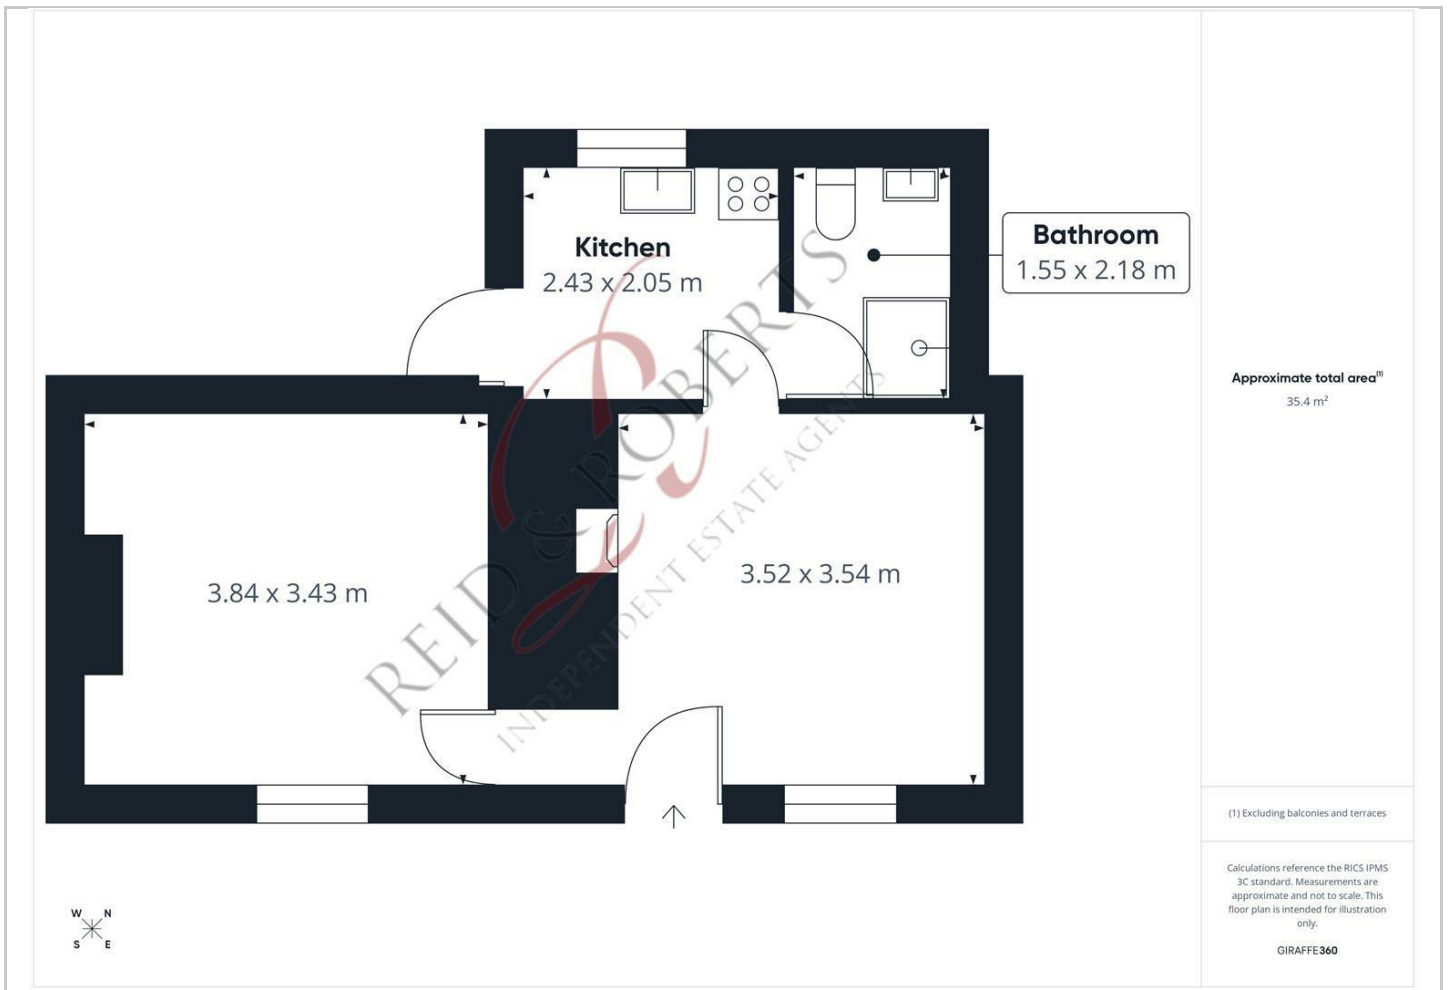 Kitchen
2.43 x 2.05 m
Bathroom
1.55 x 2.18 m
3.84 x 3.43 m
3.52 x 3.54 m
REID & ROBERTS
INDEPENDENT ESTATE AGENTS
W N
S E
Approximate total area(1)
35.4 m²
(1) Excluding balconies and terraces
Calculations reference the RICS IPMS
3C standard. Measurements are
approximate and not to scale. This
floor plan is intended for illustration
only.
GIRAFFE360